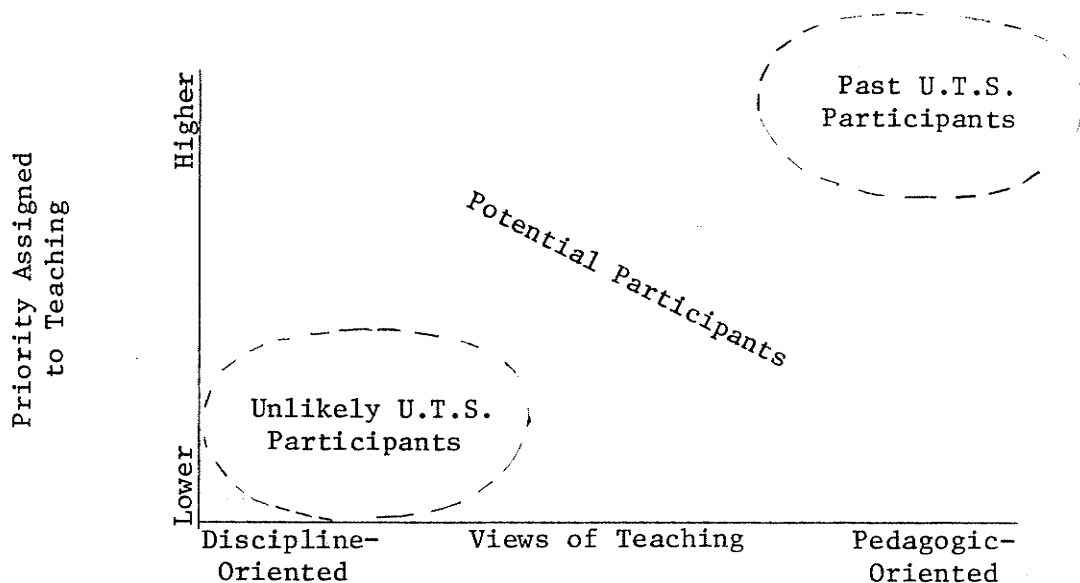 Past U.T.S.
Participants
Higher
Priority Assigned
to Teaching
Potential Participants
Unlikely U.T.S.
Participants
Lower
Discipline-
Oriented
Views of Teaching
Pedagogic-
Oriented